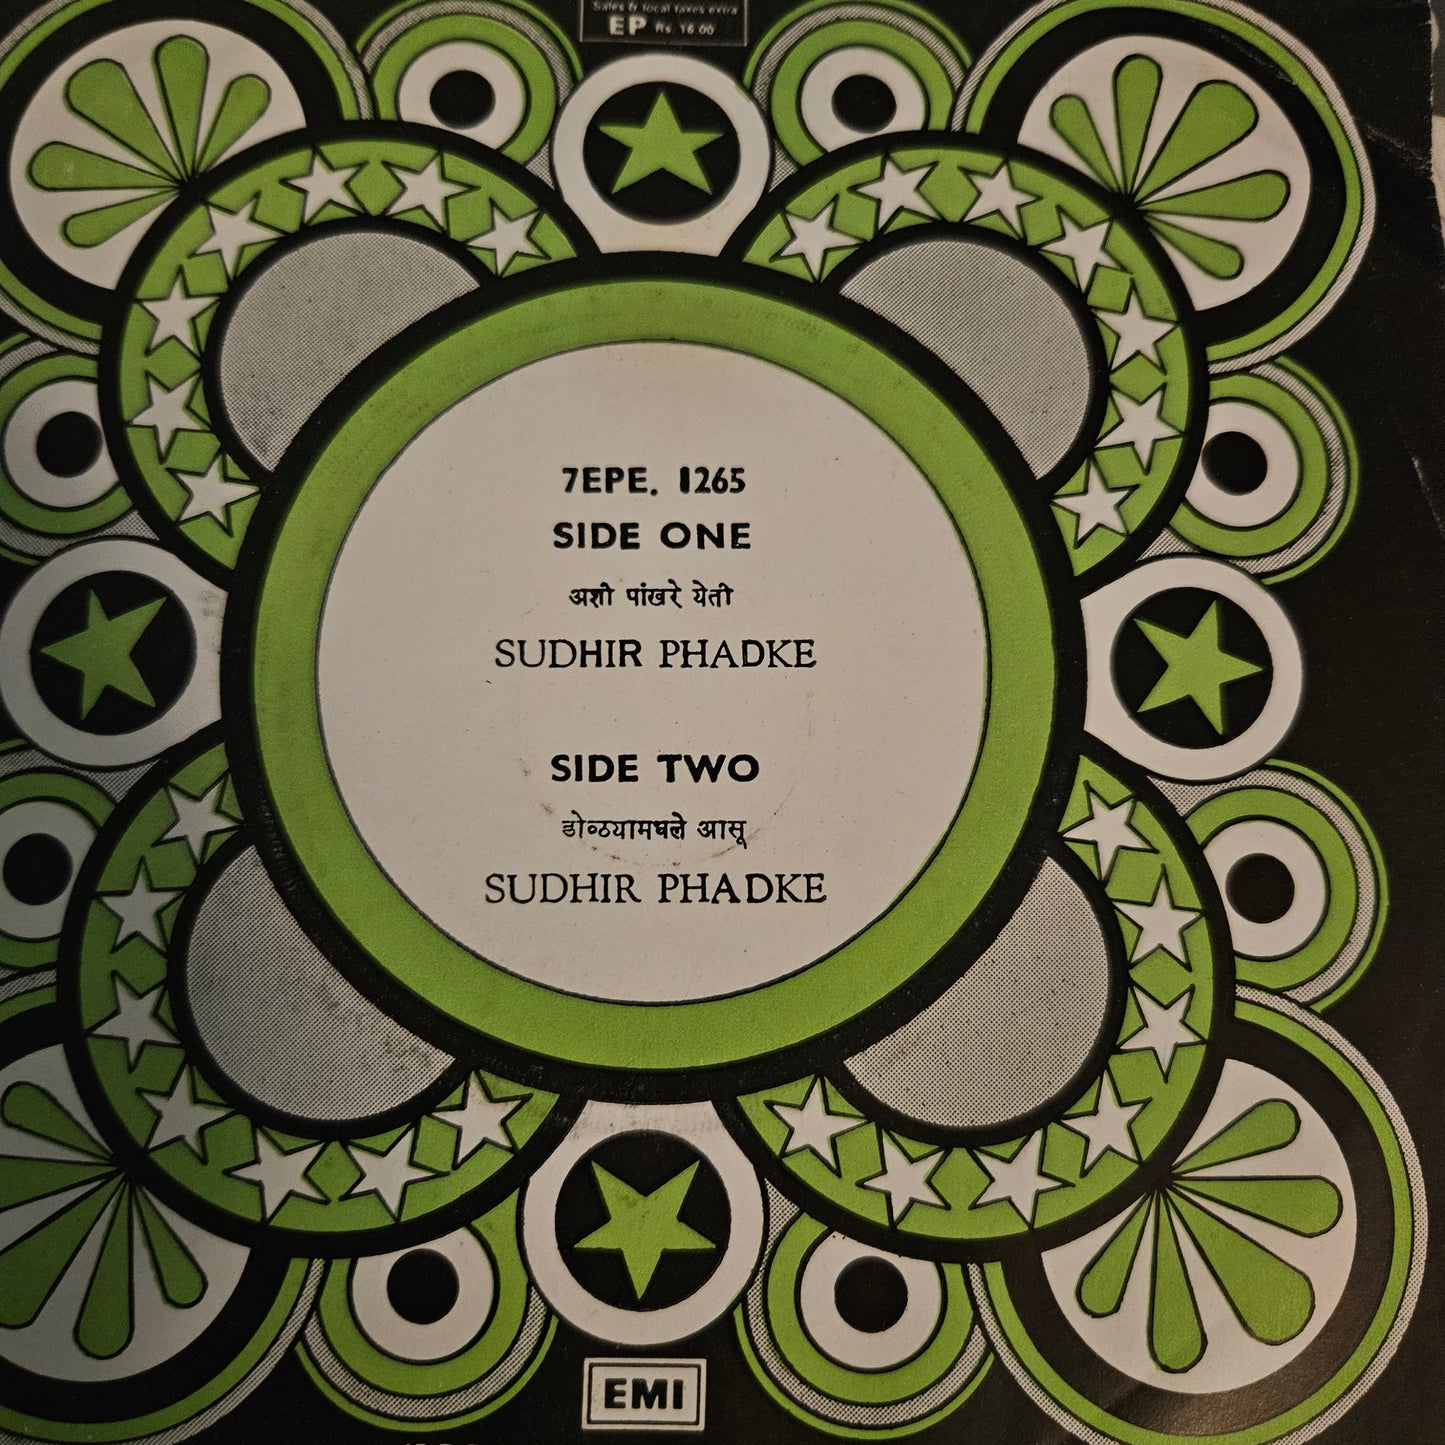 Sales & local taxes extra
EP Rs. 16.00
7EPE. 1265
SIDE ONE
अशी पांखरे येती
SUDHIR PHADKE
SIDE TWO
डोळ्यामधले आसू
SUDHIR PHADKE
EMI